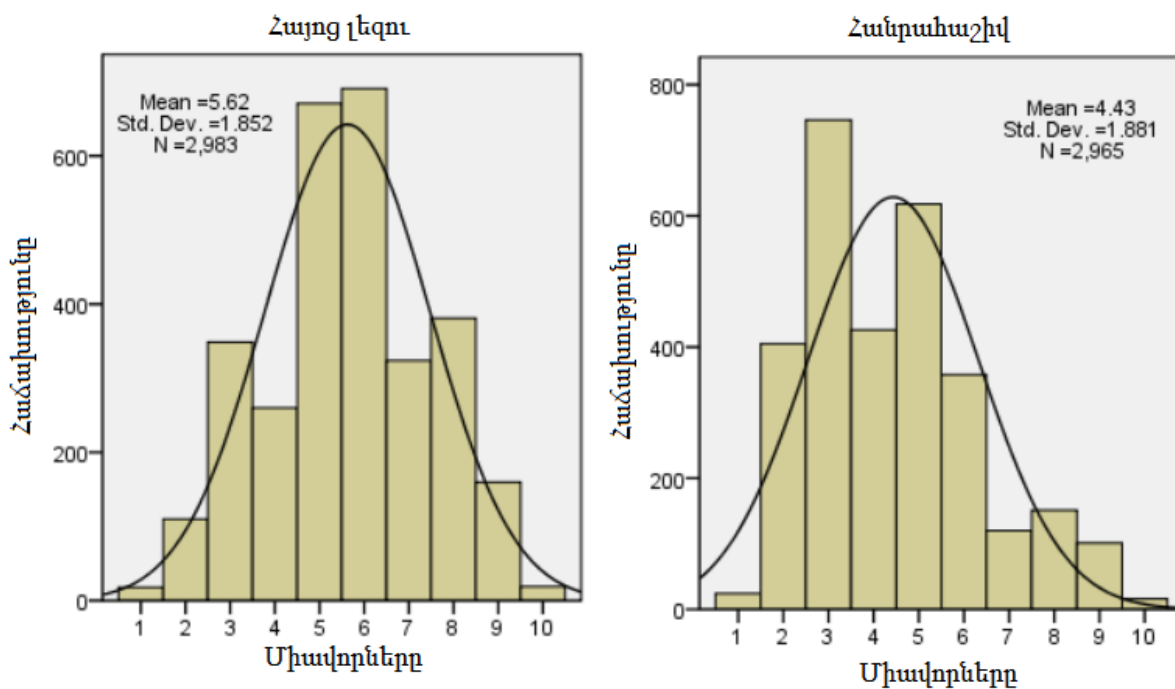 Հայոց լեզու
Mean =5.62
Std. Dev. =1.852
N =2,983
Հաճախությունը
600
400
200
0
1 2 3 4 5 6 7 8 9 10
Միավորները
Հանրահաշիվ
Mean =4.43
Std. Dev. =1.881
N =2,965
Հաճախությունը
800
600
400
200
0
1 2 3 4 5 6 7 8 9 10
Միավորները